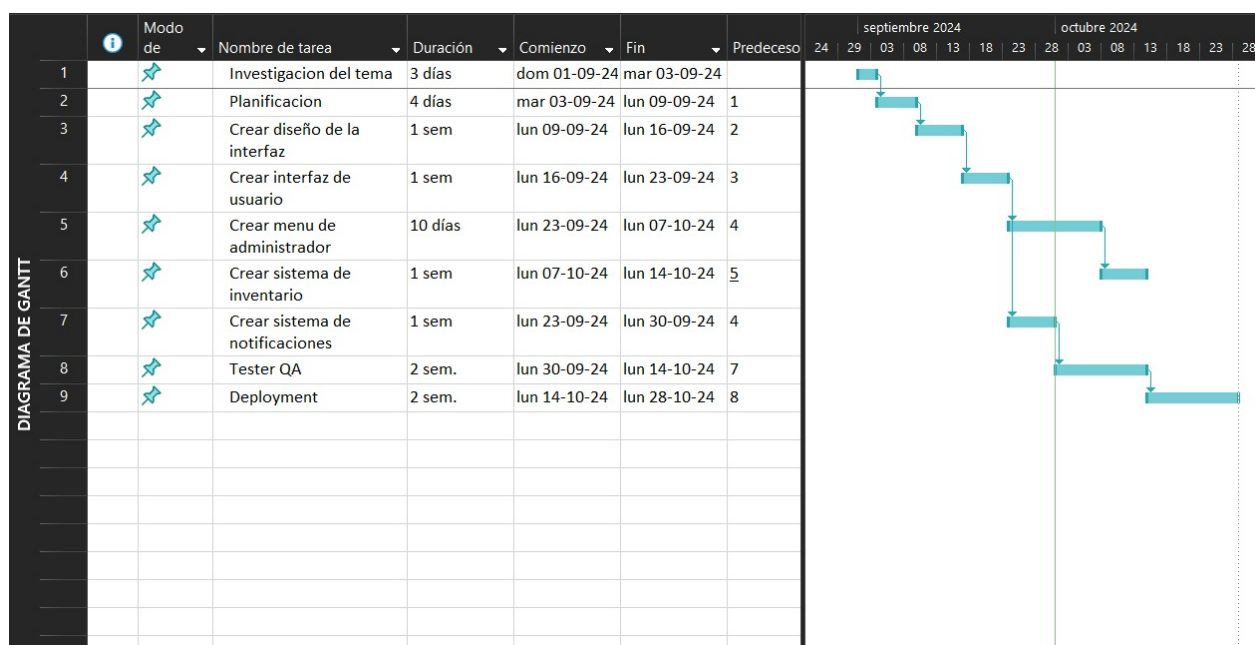 septiembre 2024 octubre 2024
Modo de Nombre de tarea Duración Comienzo Fin Predeceso 24 29 03 08 13 18 23 28 03 08 13 18 23 28
1 Investigacion del tema 3 días dom 01-09-24 mar 03-09-24
2 Planificacion 4 días mar 03-09-24 lun 09-09-24 1
3 Crear diseño de la 1 sem lun 09-09-24 lun 16-09-24 2
interfaz
4 Crear interfaz de 1 sem lun 16-09-24 lun 23-09-24 3
usuario
5 Crear menu de 10 días lun 23-09-24 lun 07-10-24 4
administrador
6 Crear sistema de 1 sem lun 07-10-24 lun 14-10-24 5
inventario
7 Crear sistema de 1 sem lun 23-09-24 lun 30-09-24 4
notificaciones
8 Tester QA 2 sem. lun 30-09-24 lun 14-10-24 7
9 Deployment 2 sem. lun 14-10-24 lun 28-10-24 8
DIAGRAMA DE GANTT